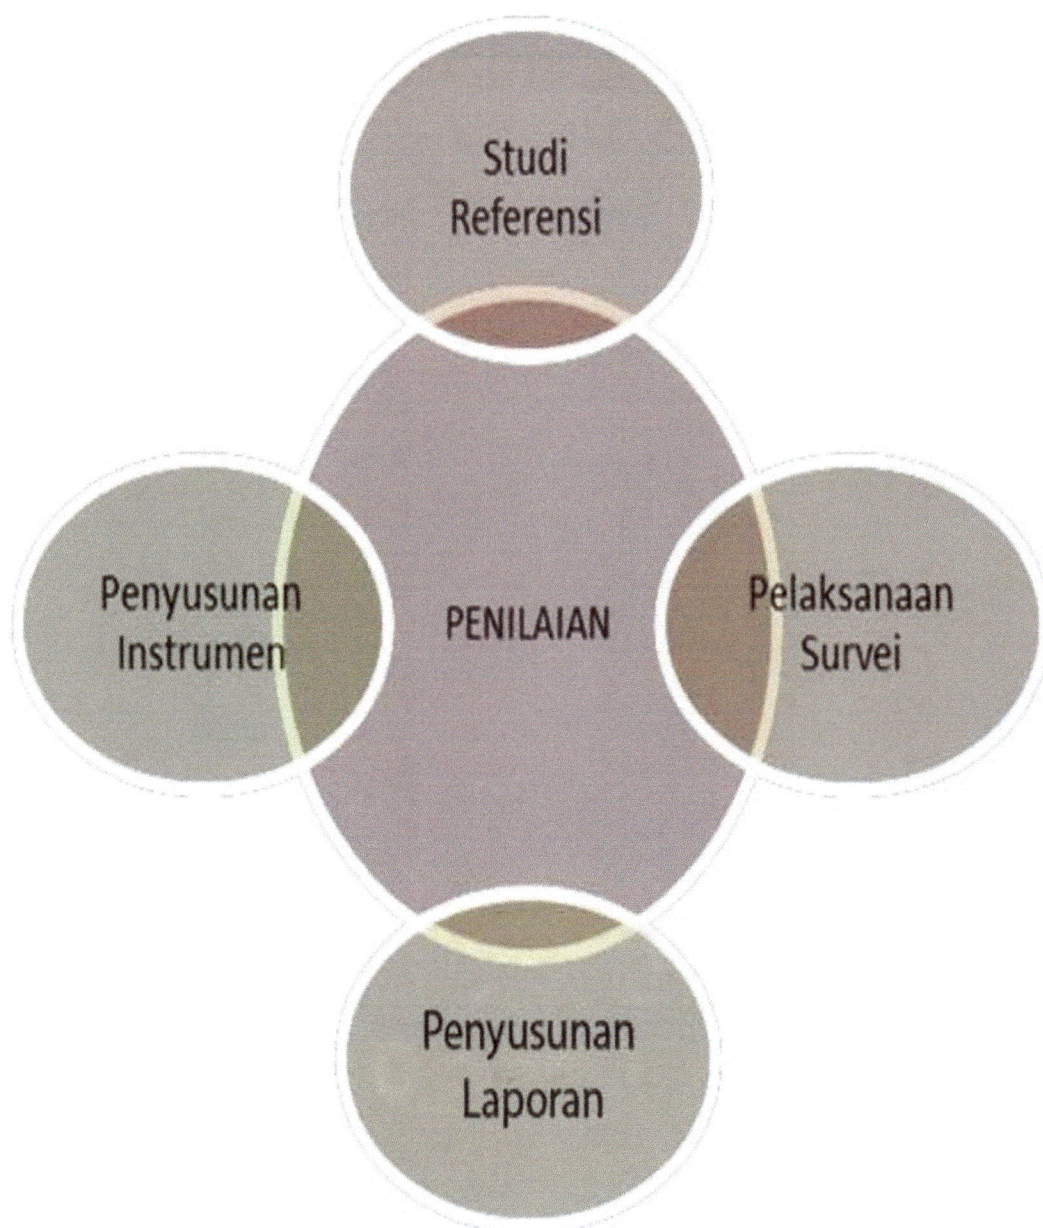 Studi
Referensi
Penyusunan
Instrumen
PENILAIAN
Pelaksanaan
Survei
Penyusunan
Laporan